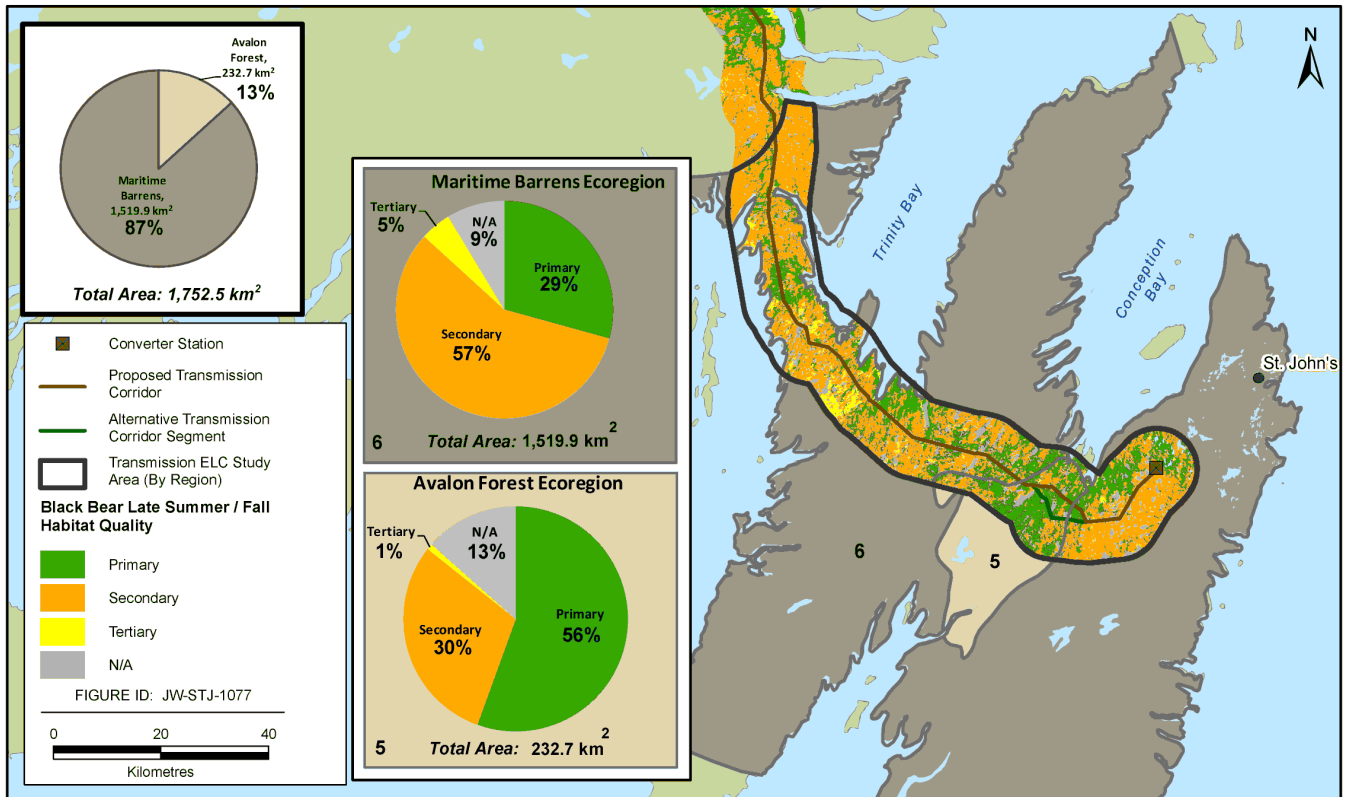 Avalon
Forest,
232.7 km2
13%
Maritime
Barrens,
1,519.9 km2
87%
Total Area: 1,752.5 km2
Converter Station
Proposed Transmission
Corridor
Alternative Transmission
Corridor Segment
Transmission ELC Study
Area (By Region)
Black Bear Late Summer / Fall
Habitat Quality
Primary
Secondary
Tertiary
N/A
FIGURE ID: JW-STJ-1077
0 20 40
Kilometres
Maritime Barrens Ecoregion
Tertiary
5%
N/A
9%
Primary
29%
Secondary
57%
6 Total Area: 1,519.9 km2
Avalon Forest Ecoregion
Tertiary
1%
N/A
13%
Primary
56%
Secondary
30%
5 Total Area: 232.7 km2
N
Trinity Bay
Conception
Bay
St. John's
6
5